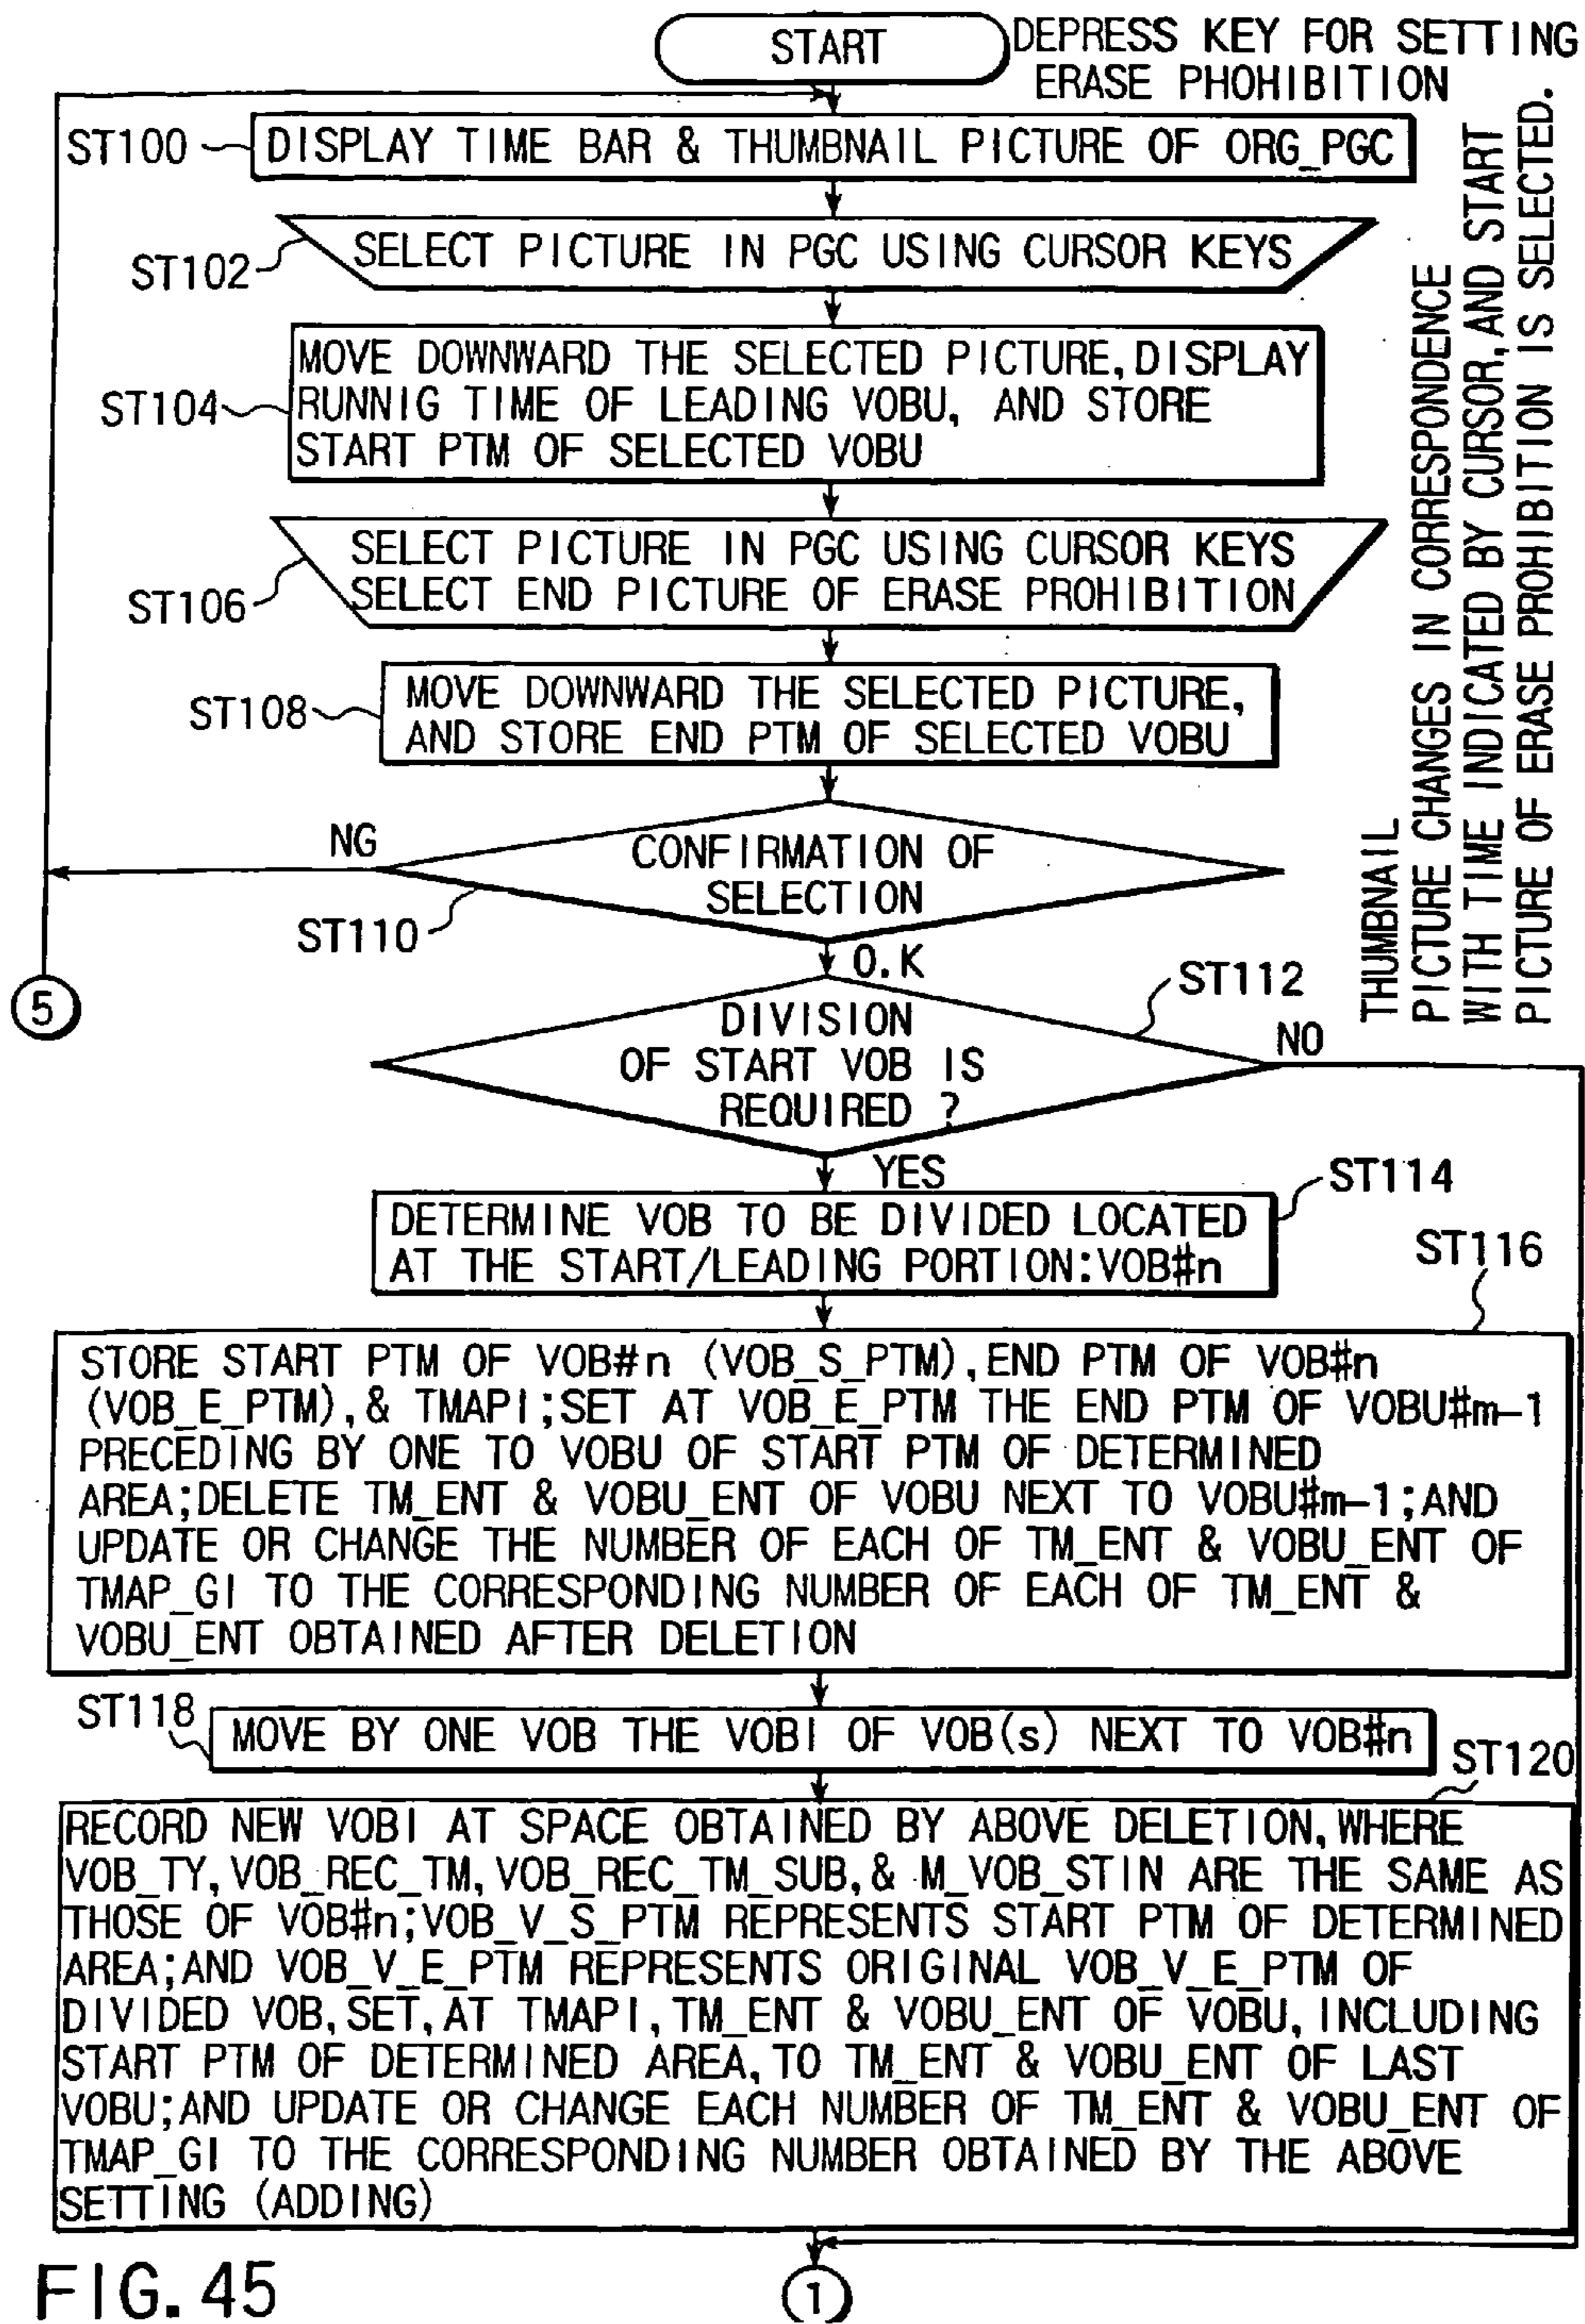 START
DEPRESS KEY FOR SETTING
ERASE PHOHIBITION
ST100
DISPLAY TIME BAR & THUMBNAIL PICTURE OF ORG_PGC
ST102
SELECT PICTURE IN PGC USING CURSOR KEYS
THUMBNAIL
PICTURE CHANGES IN CORRESPONDENCE
WITH TIME INDICATED BY CURSOR, AND START
PICTURE OF ERASE PROHIBITION IS SELECTED.
ST104
MOVE DOWNWARD THE SELECTED PICTURE, DISPLAY
RUNNIG TIME OF LEADING VOBU, AND STORE
START PTM OF SELECTED VOBU
ST106
SELECT PICTURE IN PGC USING CURSOR KEYS
SELECT END PICTURE OF ERASE PROHIBITION
ST108
MOVE DOWNWARD THE SELECTED PICTURE,
AND STORE END PTM OF SELECTED VOBU
NG
CONFIRMATION OF
SELECTION
ST110
O.K
5
ST112
DIVISION
OF START VOB IS
REQUIRED ?
NO
YES
ST114
DETERMINE VOB TO BE DIVIDED LOCATED
AT THE START/LEADING PORTION:VOB#n
ST116
STORE START PTM OF VOB#n (VOB_S_PTM), END PTM OF VOB#n
(VOB_E_PTM), & TMAPI;SET AT VOB_E_PTM THE END PTM OF VOBU#m-1
PRECEDING BY ONE TO VOBU OF START PTM OF DETERMINED
AREA;DELETE TM_ENT & VOBU_ENT OF VOBU NEXT TO VOBU#m-1;AND
UPDATE OR CHANGE THE NUMBER OF EACH OF TM_ENT & VOBU_ENT OF
TMAP_GI TO THE CORRESPONDING NUMBER OF EACH OF TM_ENT &
VOBU_ENT OBTAINED AFTER DELETION
ST118
MOVE BY ONE VOB THE VOBI OF VOB(s) NEXT TO VOB#n
ST120
RECORD NEW VOBI AT SPACE OBTAINED BY ABOVE DELETION, WHERE
VOB_TY, VOB_REC_TM, VOB_REC_TM_SUB, & M_VOB_STIN ARE THE SAME AS
THOSE OF VOB#n;VOB_V_S_PTM REPRESENTS START PTM OF DETERMINED
AREA;AND VOB_V_E_PTM REPRESENTS ORIGINAL VOB_V_E_PTM OF
DIVIDED VOB, SET, AT TMAPI, TM_ENT & VOBU_ENT OF VOBU, INCLUDING
START PTM OF DETERMINED AREA, TO TM_ENT & VOBU_ENT OF LAST
VOBU;AND UPDATE OR CHANGE EACH NUMBER OF TM_ENT & VOBU_ENT OF
TMAP_GI TO THE CORRESPONDING NUMBER OBTAINED BY THE ABOVE
SETTING (ADDING)
1
FIG. 45